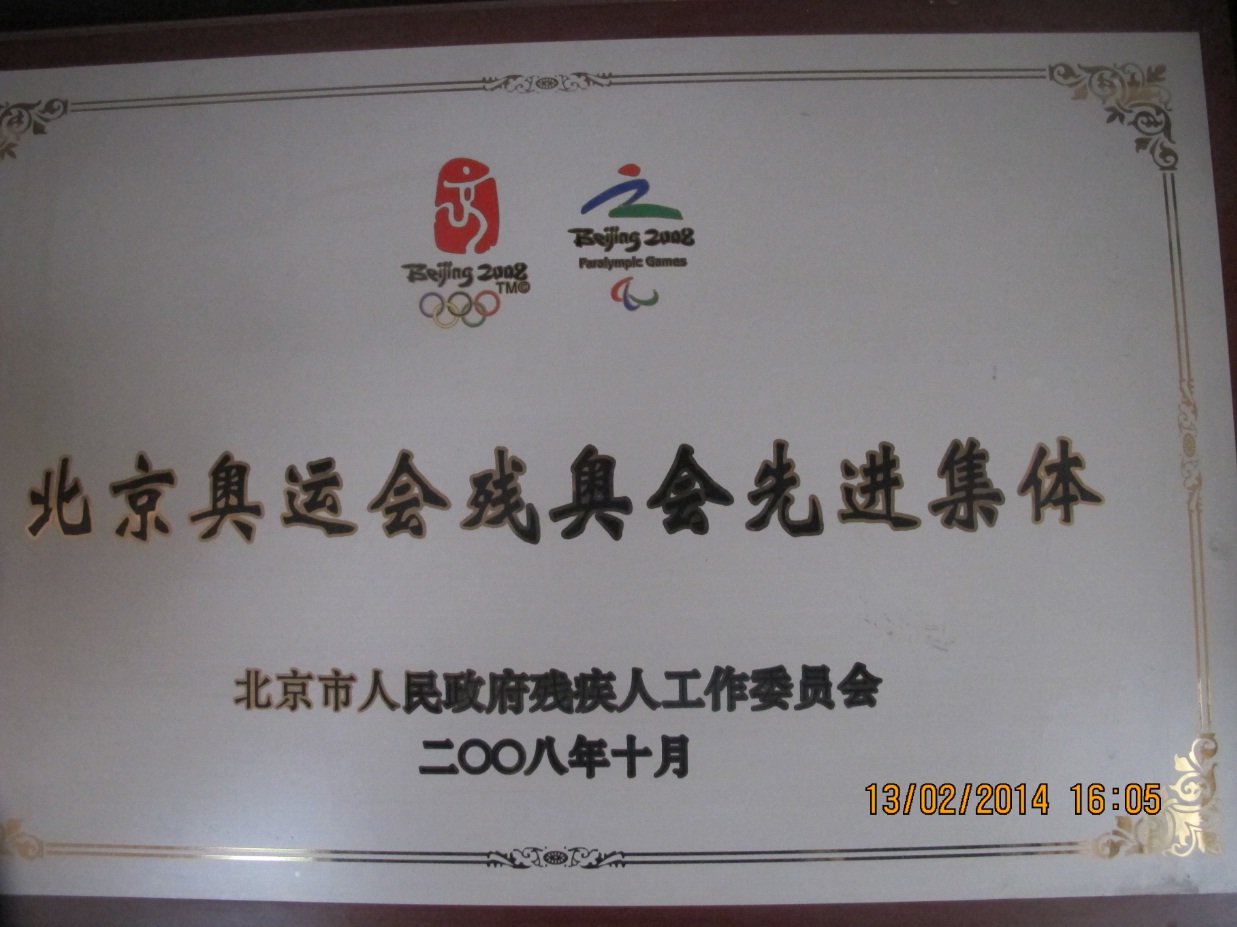 Beijing 2008
TM©
Beijing 2008
Paralympic Games
北京奥运会残奥会先进集体
北京市人民政府残疾人工作委员会
二〇〇八年十月
13/02/2014 16:05